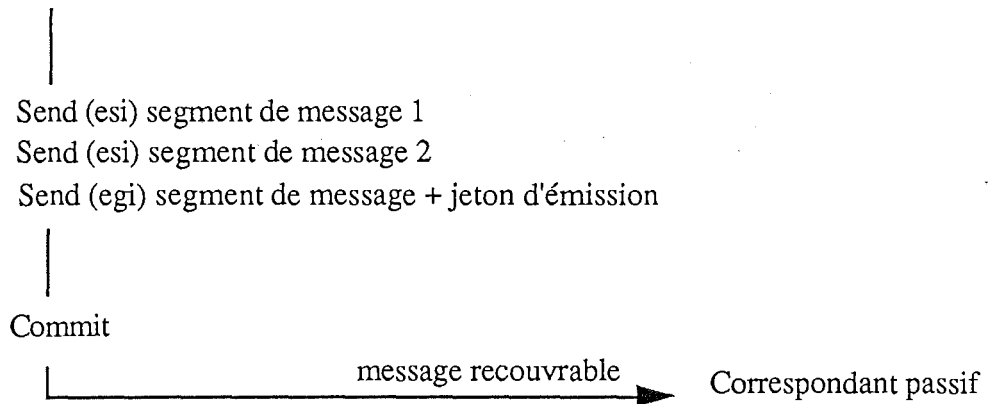 Send (esi) segment de message 1
Send (esi) segment de message 2
Send (egi) segment de message + jeton d'émission
Commit
message recouvrable
Correspondant passif